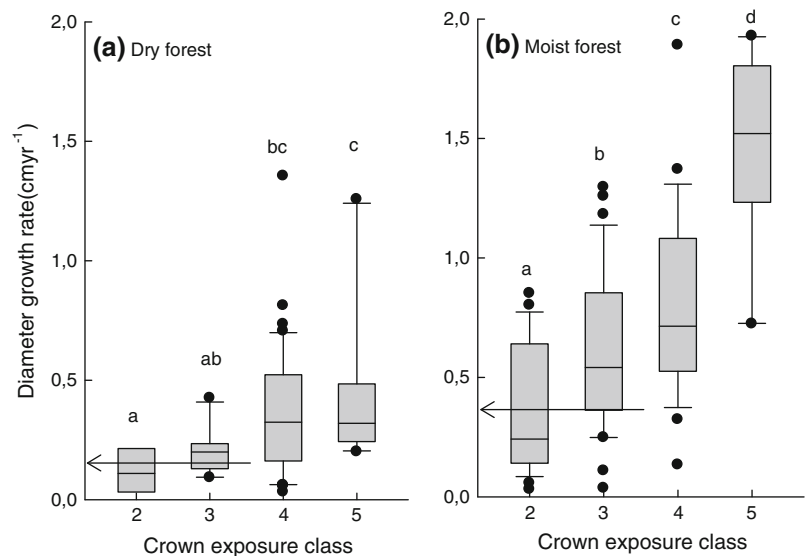 (a) Dry forest
(b) Moist forest
Diameter growth rate(cmyr⁻¹)
2,0
1,5
1,0
0,5
0,0
a
ab
bc
c
2 3 4 5
Crown exposure class
2,0
1,5
1,0
0,5
0,0
a
b
c
d
2 3 4 5
Crown exposure class